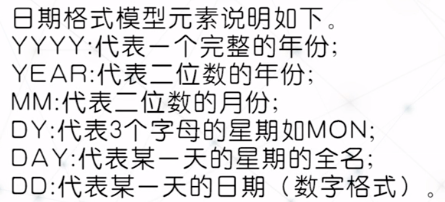 日期格式模型元素说明如下。
YYYY:代表一个完整的年份;
YEAR:代表二位数的年份;
MM:代表二位数的月份;
DY:代表3个字母的星期如MON;
DAY:代表某一天的星期的全名;
DD:代表某一天的日期（数字格式）。